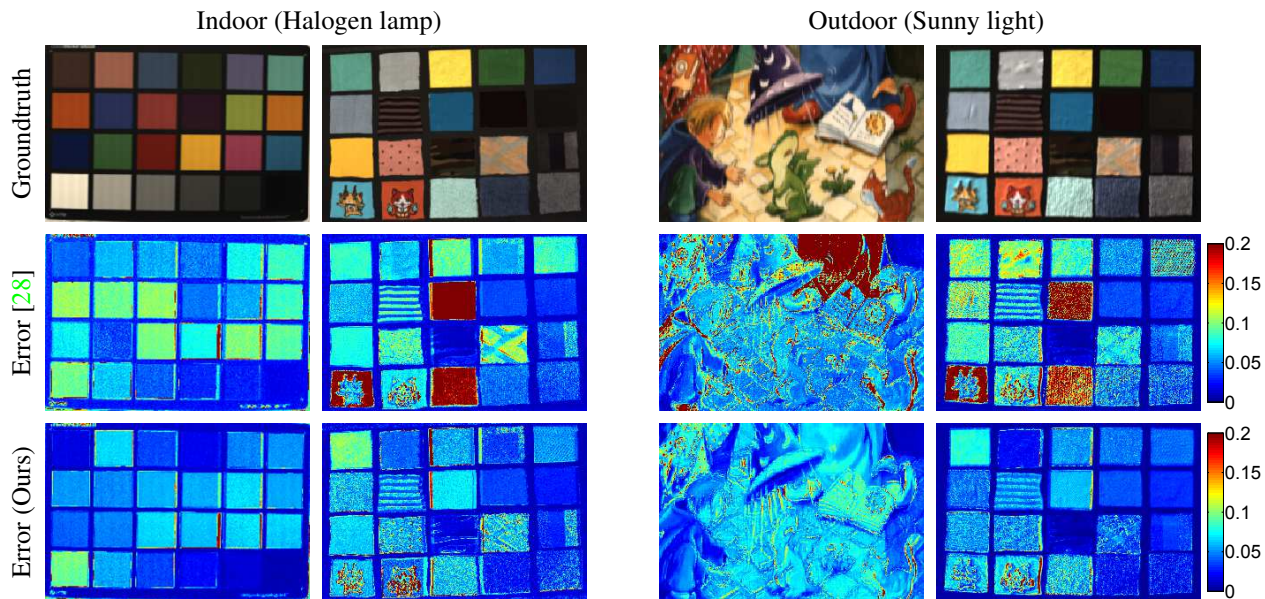 Indoor (Halogen lamp)
Outdoor (Sunny light)
Groundtruth
Error [28]
0.2
0.15
0.1
0.05
0
Error (Ours)
0.2
0.15
0.1
0.05
0